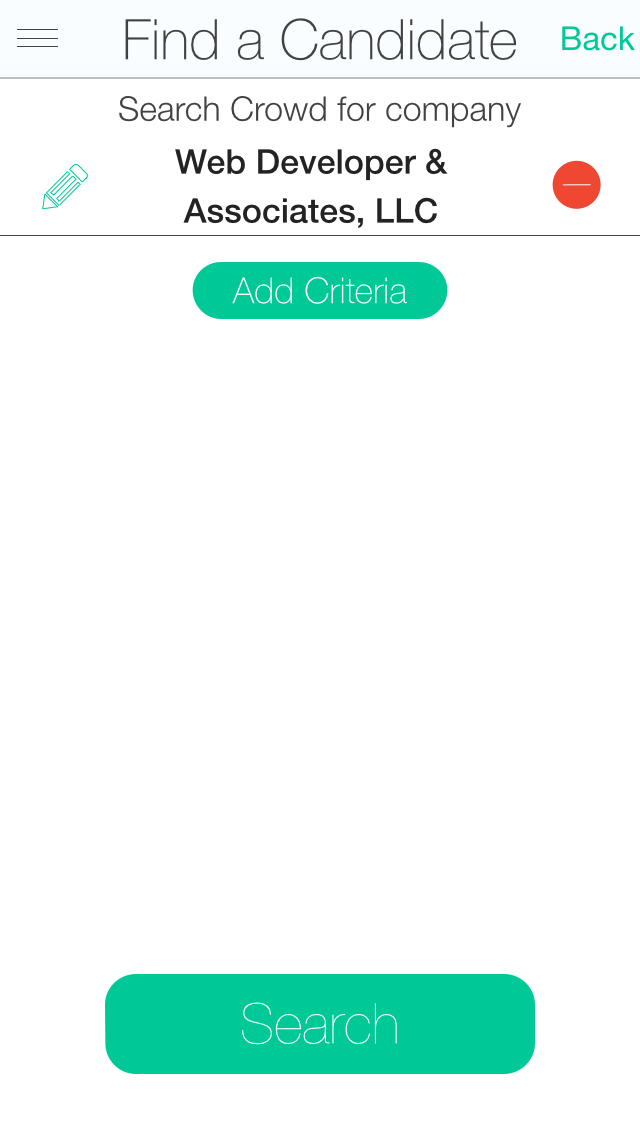 Find a Candidate
Back
Search Crowd for company
Web Developer &
Associates, LLC
Add Criteria
Search